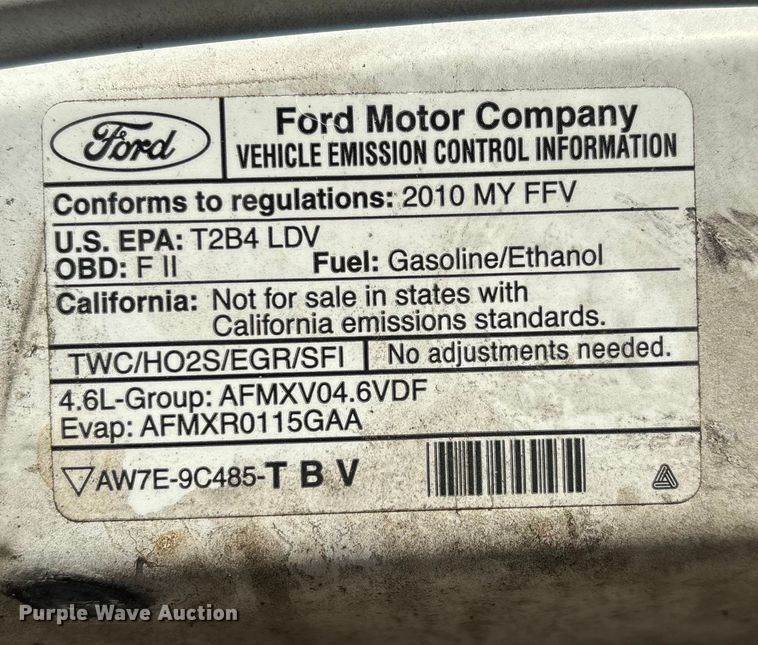 Ford
Ford Motor Company
VEHICLE EMISSION CONTROL INFORMATION
Conforms to regulations: 2010 MY FFV
U.S. EPA: T2B4 LDV
OBD: F II Fuel: Gasoline/Ethanol
California: Not for sale in states with
California emissions standards.
TWC/HO2S/EGR/SFI No adjustments needed.
4.6L-Group: AFMXV04.6VDF
Evap: AFMXR0115GAA
AW7E-9C485-T B V
Purple Wave Auction